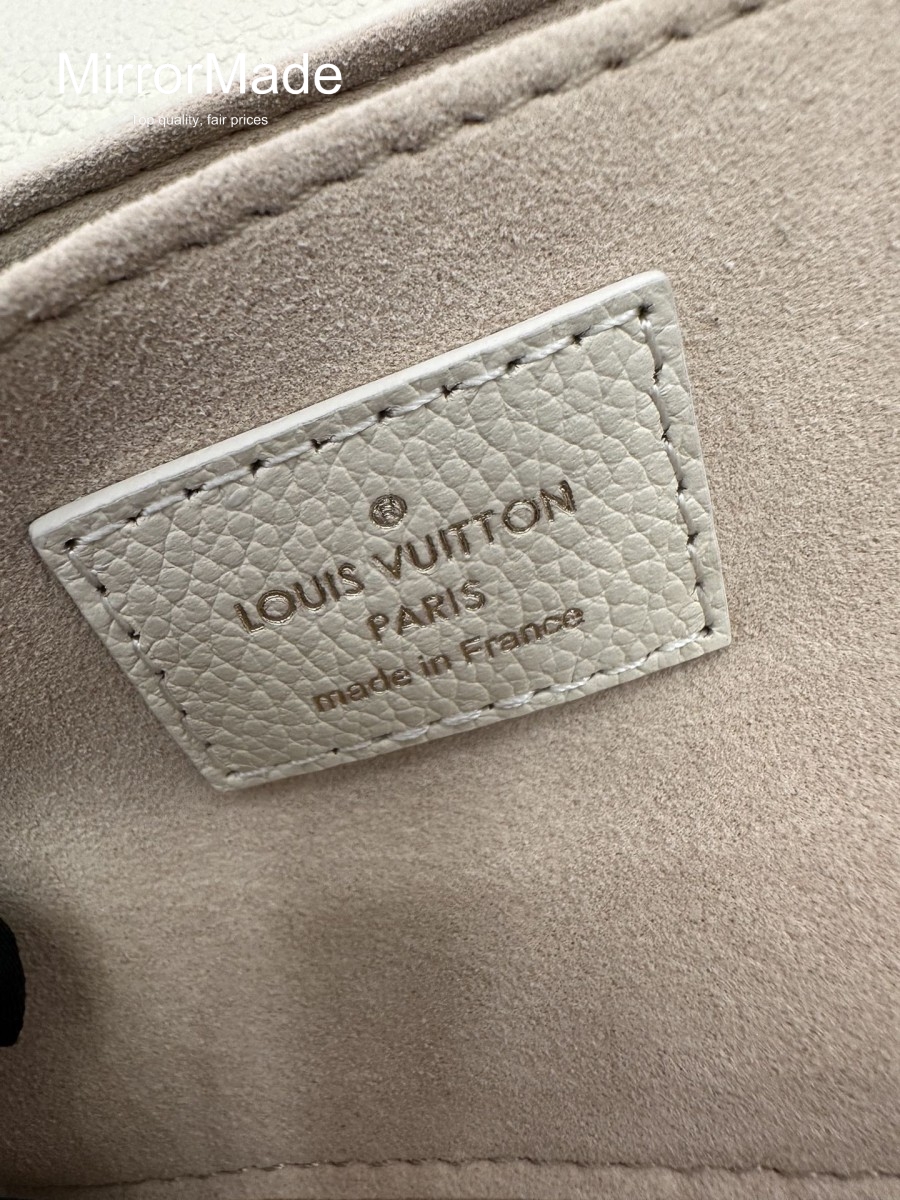 MirrorMade
Top quality, fair prices
LOUIS VUITTON
PARIS
made in France